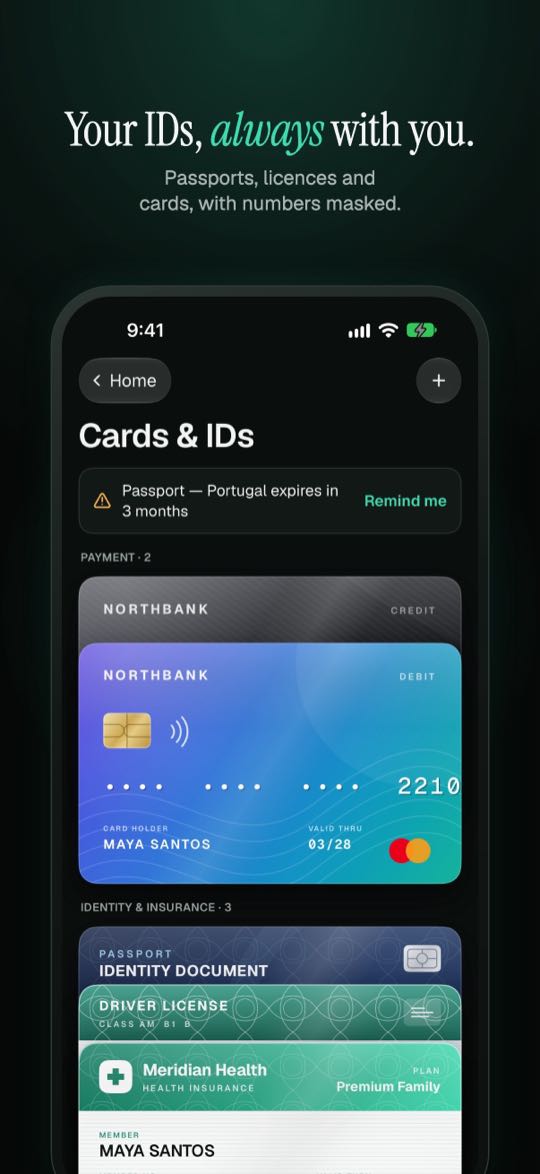 Your IDs, always with you.
Passports, licences and
cards, with numbers masked.
9:41
Home
+
Cards & IDs
Passport — Portugal expires in
3 months
Remind me
PAYMENT · 2
NORTHBANK
CREDIT
NORTHBANK
DEBIT
•••• •••• •••• 2210
CARD HOLDER
VALID THRU
MAYA SANTOS
03/28
IDENTITY & INSURANCE · 3
PASSPORT
IDENTITY DOCUMENT
DRIVER LICENSE
CLASS AM B1 B
Meridian Health
HEALTH INSURANCE
PLAN
Premium Family
MEMBER
MAYA SANTOS